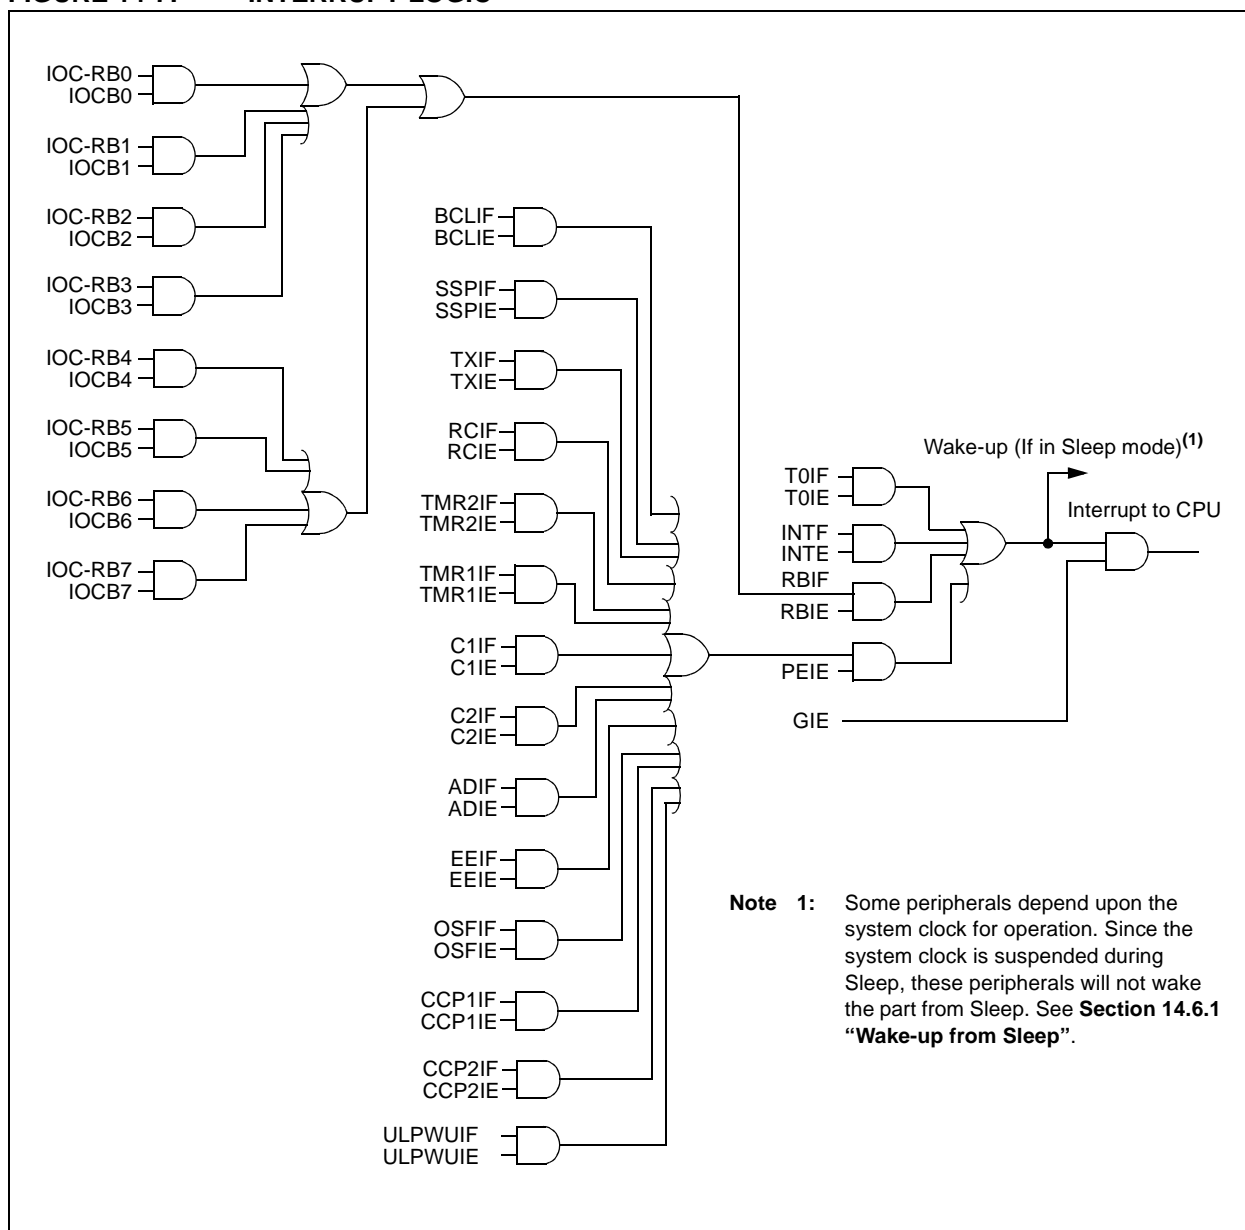 FIGURE 14-7: INTERRUPT LOGIC
IOC-RB0
IOCB0
IOC-RB1
IOCB1
IOC-RB2
IOCB2
IOC-RB3
IOCB3
IOC-RB4
IOCB4
IOC-RB5
IOCB5
IOC-RB6
IOCB6
IOC-RB7
IOCB7
BCLIF
BCLIE
SSPIF
SSPIE
TXIF
TXIE
RCIF
RCIE
TMR2IF
TMR2IE
TMR1IF
TMR1IE
C1IF
C1IE
C2IF
C2IE
ADIF
ADIE
EEIF
EEIE
OSFIF
OSFIE
CCP1IF
CCP1IE
CCP2IF
CCP2IE
ULPWUIF
ULPWUIE
Wake-up (If in Sleep mode)(1)
T0IF
T0IE
Interrupt to CPU
INTF
INTE
RBIF
RBIE
PEIE
GIE
Note 1: Some peripherals depend upon the
system clock for operation. Since the
system clock is suspended during
Sleep, these peripherals will not wake
the part from Sleep. See Section 14.6.1
“Wake-up from Sleep”.